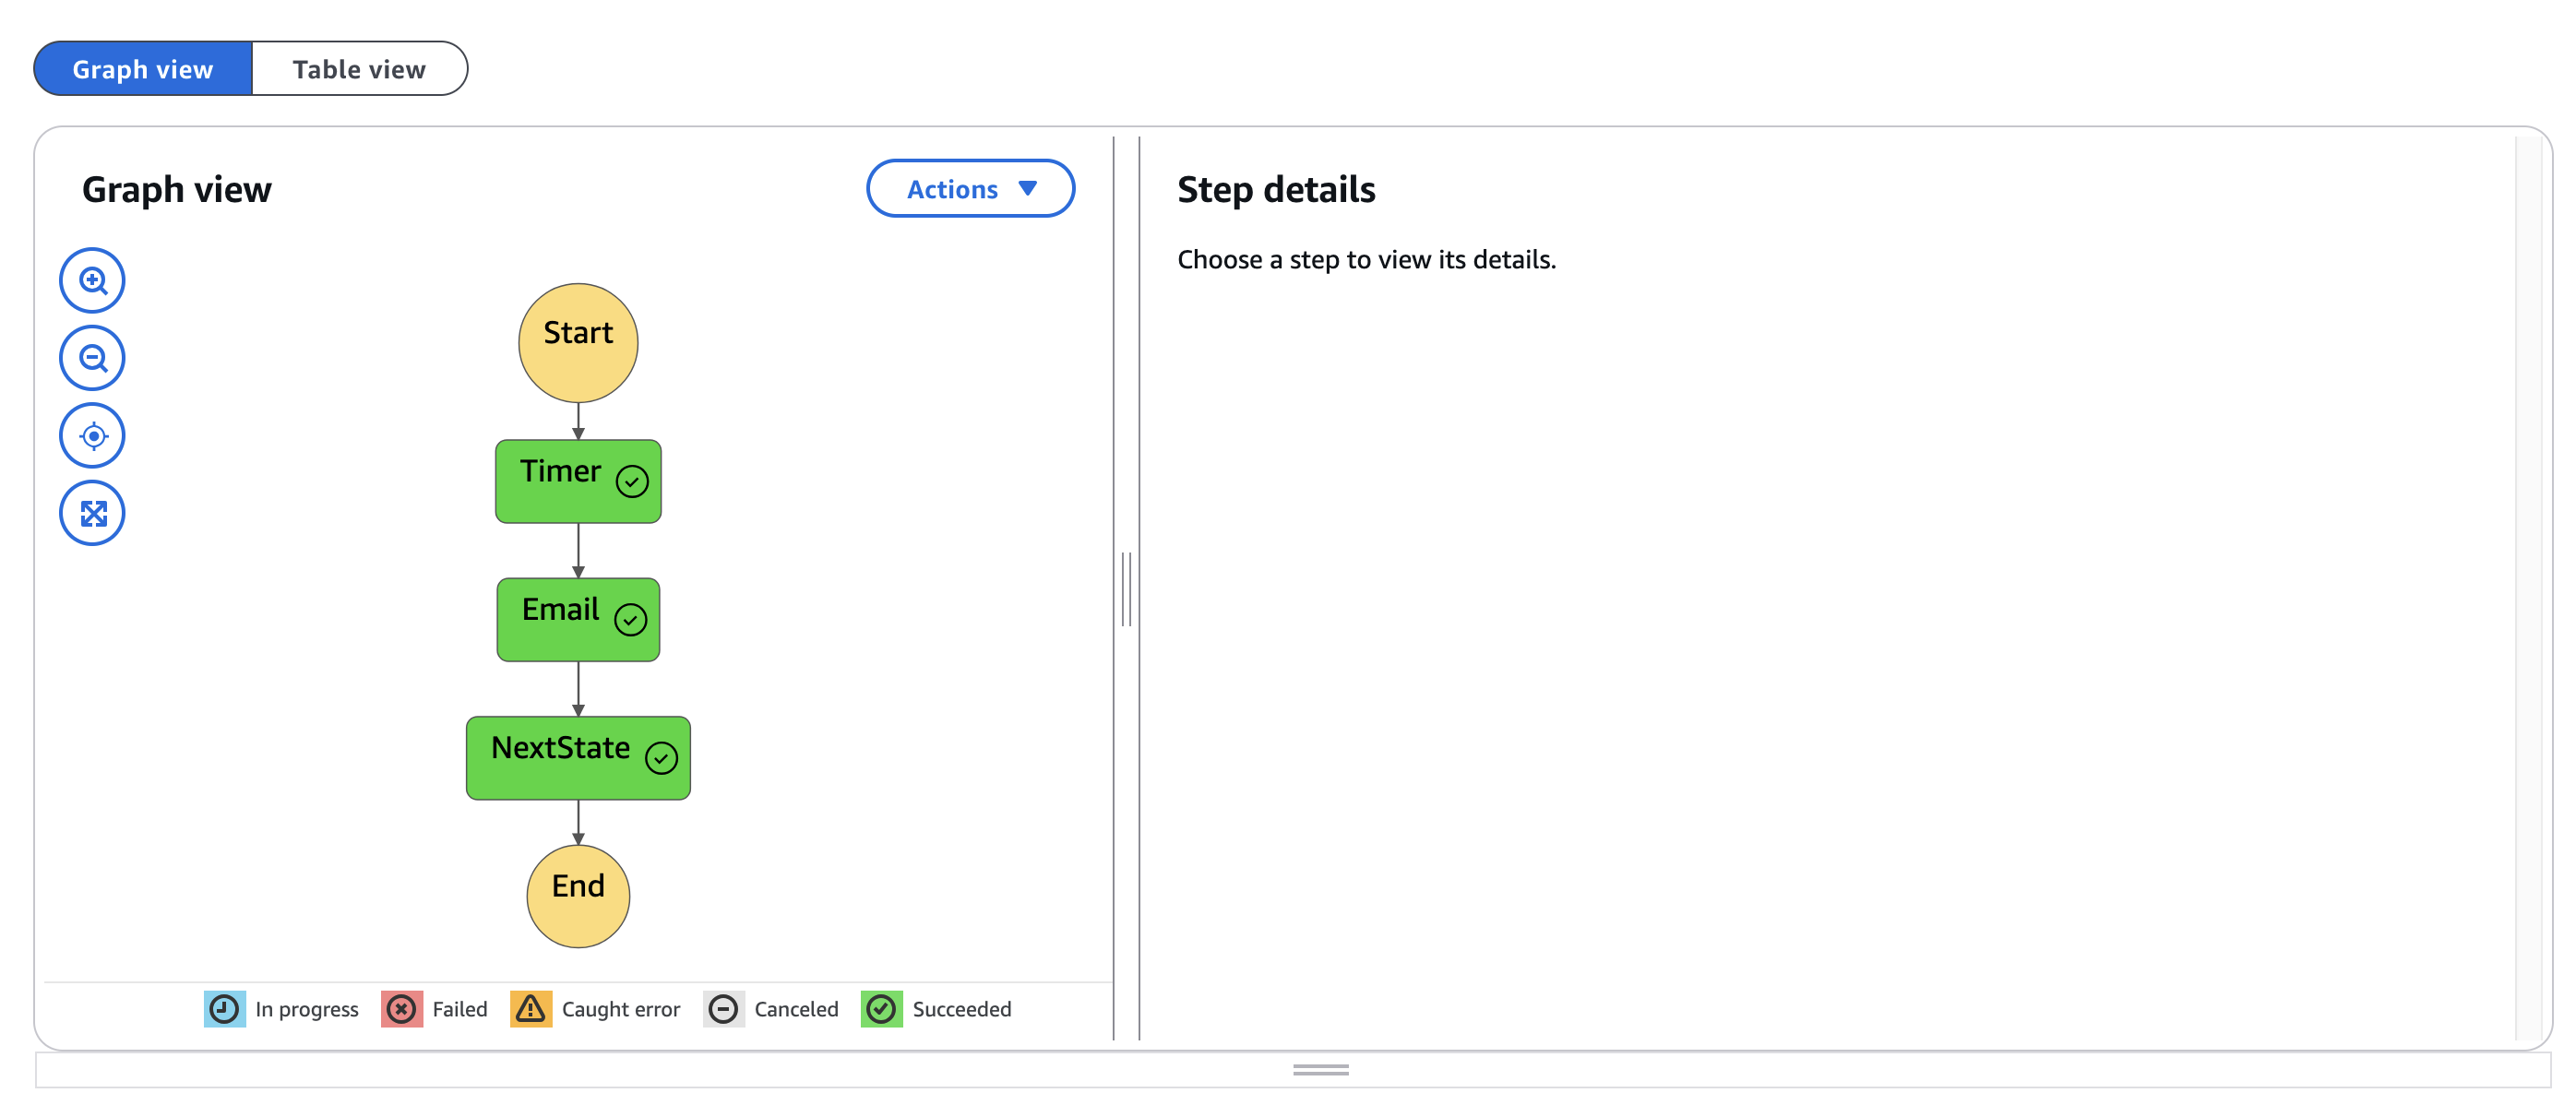 Graph view
Table view
Graph view
Actions
Start
Timer
Email
NextState
End
In progress
Failed
Caught error
Canceled
Succeeded
Step details
Choose a step to view its details.